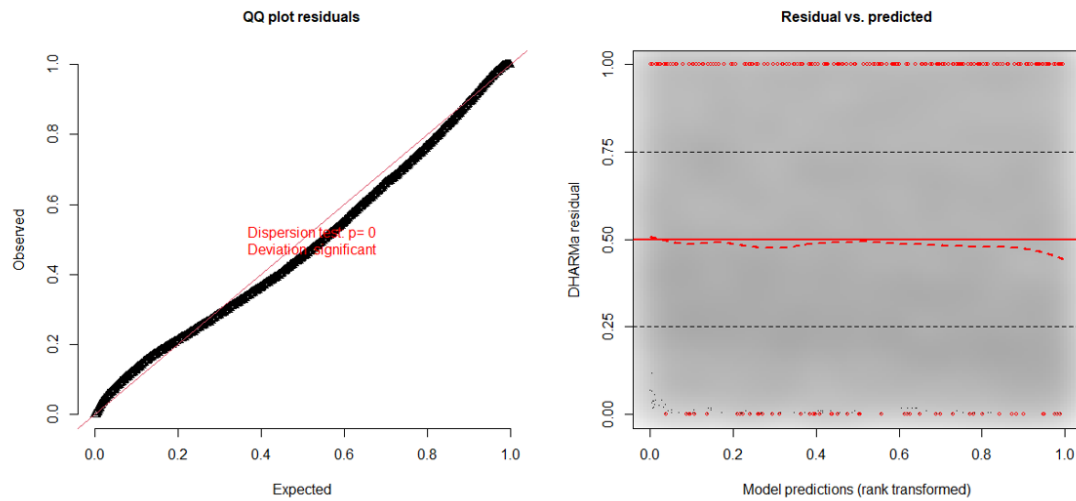 QQ plot residuals
Observed
1.0
0.8
0.6
0.4
0.2
0.0
Dispersion test: p= 0
Deviation significant
0.0 0.2 0.4 0.6 0.8 1.0
Expected
Residual vs. predicted
DHARMa residual
1.00
0.75
0.50
0.25
0.00
0.0 0.2 0.4 0.6 0.8 1.0
Model predictions (rank transformed)